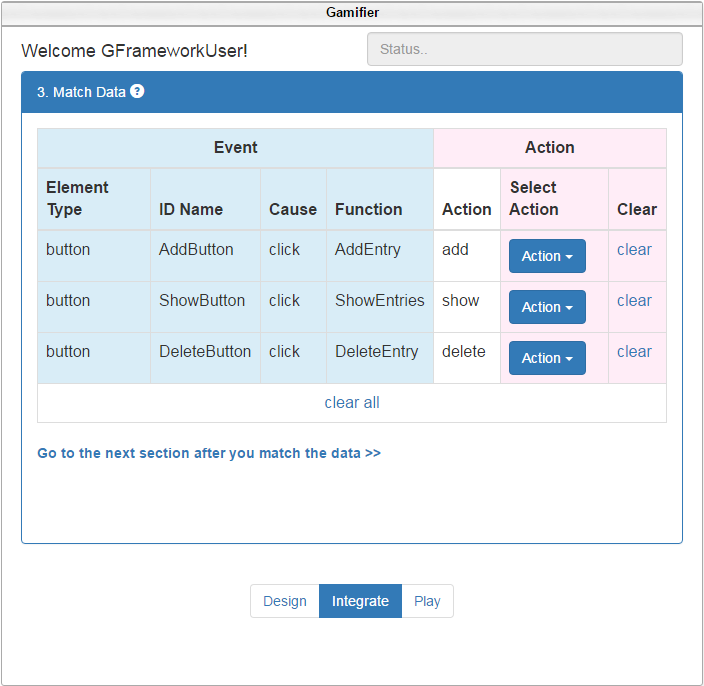 Gamifier
Welcome GFrameworkUser!
Status..
3. Match Data ?
Event Action
Element Type ID Name Cause Function Action Select Action Clear
button AddButton click AddEntry add Action clear
button ShowButton click ShowEntries show Action clear
button DeleteButton click DeleteEntry delete Action clear
clear all
Go to the next section after you match the data >>
Design Integrate Play